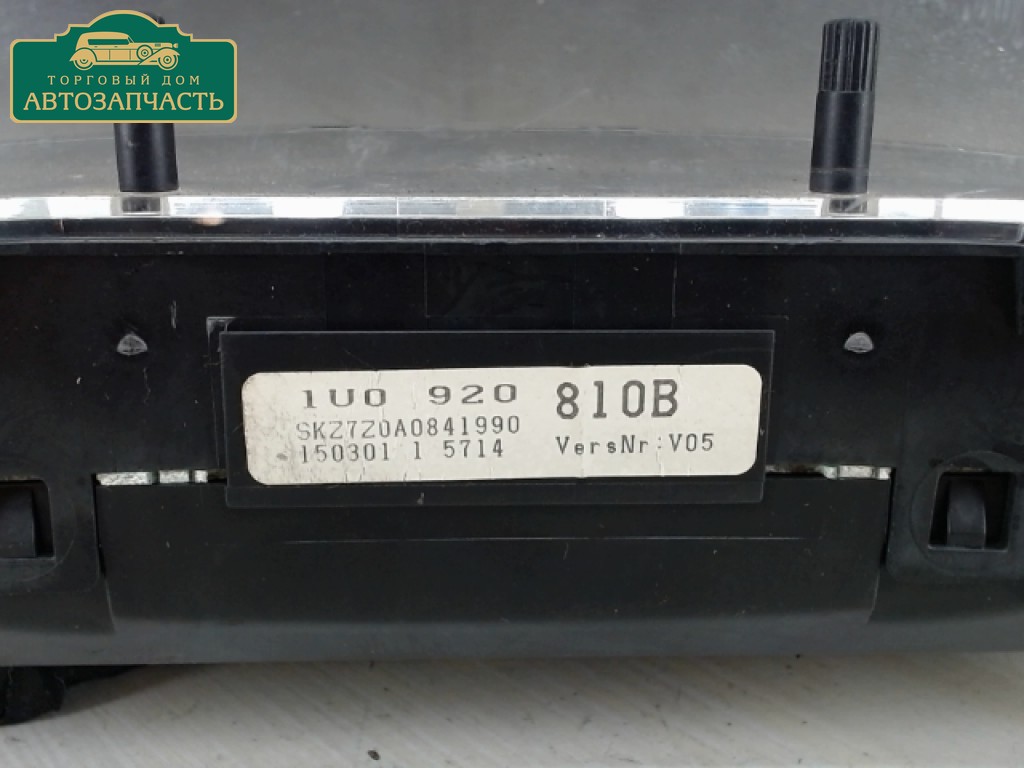 ТОРГОВЫЙ ДОМ
АВТОЗАПЧАСТЬ
1U0 920 810B
SKZ7Z0A0841990
150301 1 5714 VersNr:V05